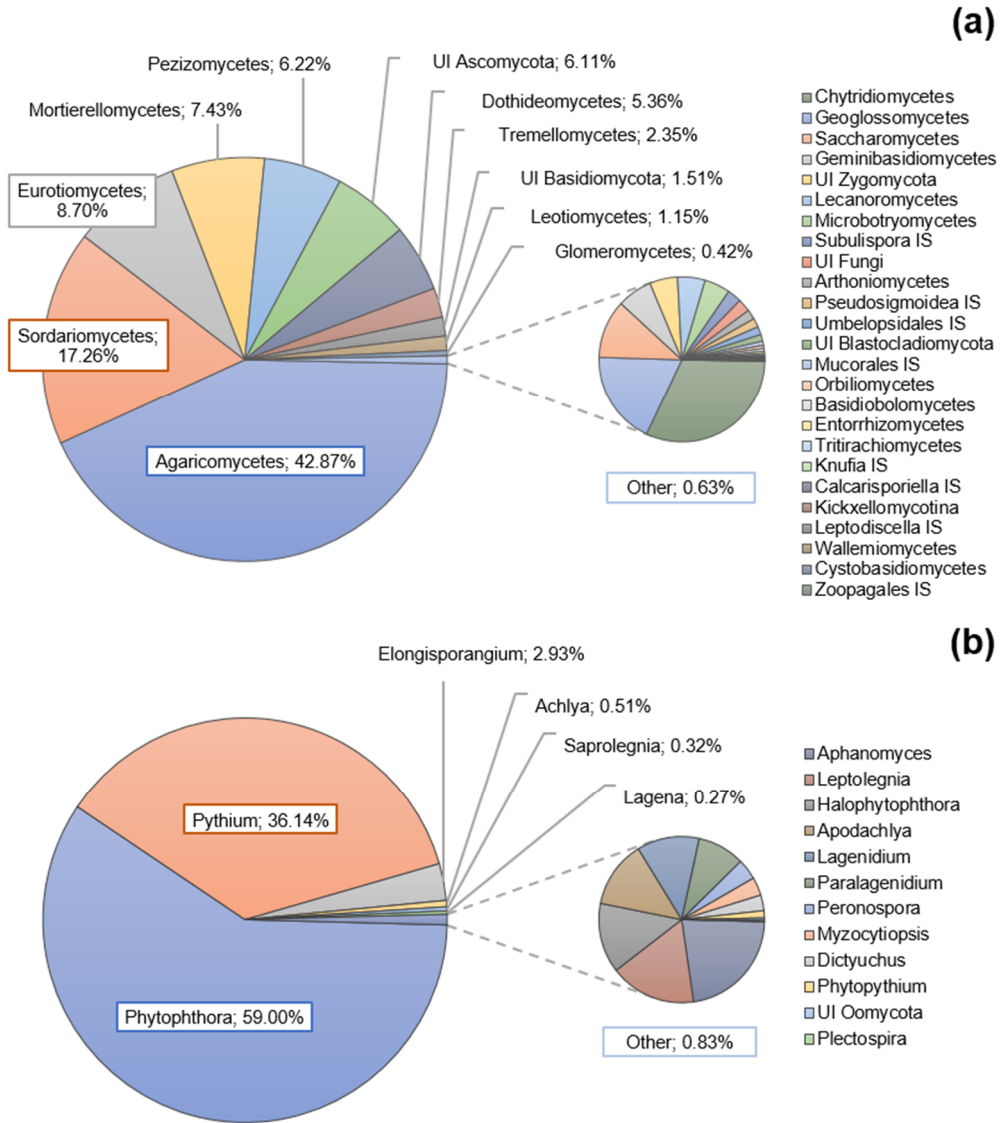 (a)
Pezizomycetes; 6.22%
UI Ascomycota; 6.11%
Mortierellomycetes; 7.43%
Dothideomycetes; 5.36%
Tremellomycetes; 2.35%
Eurotiomycetes;
8.70%
UI Basidiomycota; 1.51%
Leotiomycetes; 1.15%
Glomeromycetes; 0.42%
Sordariomycetes;
17.26%
Agaricomycetes; 42.87%
Other; 0.63%
Chytridiomycetes
Geoglossomycetes
Saccharomycetes
Geminibasidiomycetes
UI Zygomycota
Lecanoromycetes
Microbotryomycetes
Subulispora IS
UI Fungi
Arthoniomycetes
Pseudosigmoidea IS
Umbelopsidales IS
UI Blastocladiomycota
Mucorales IS
Orbiliomycetes
Basidiobolomycetes
Entorrhizomycetes
Tritirachiomycetes
Knufia IS
Calcarisporiella IS
Kickxellomycotina
Leptodiscella IS
Wallemiomycetes
Cystobasidiomycetes
Zoopagales IS
(b)
Elongisporangium; 2.93%
Achlya; 0.51%
Saprolegnia; 0.32%
Lagena; 0.27%
Pythium; 36.14%
Phytophthora; 59.00%
Other; 0.83%
Aphanomyces
Leptolegnia
Halophytophthora
Apodachlya
Lagenidium
Paralagenidium
Peronospora
Myzocytiopsis
Dictyuchus
Phytopythium
UI Oomycota
Plectospira